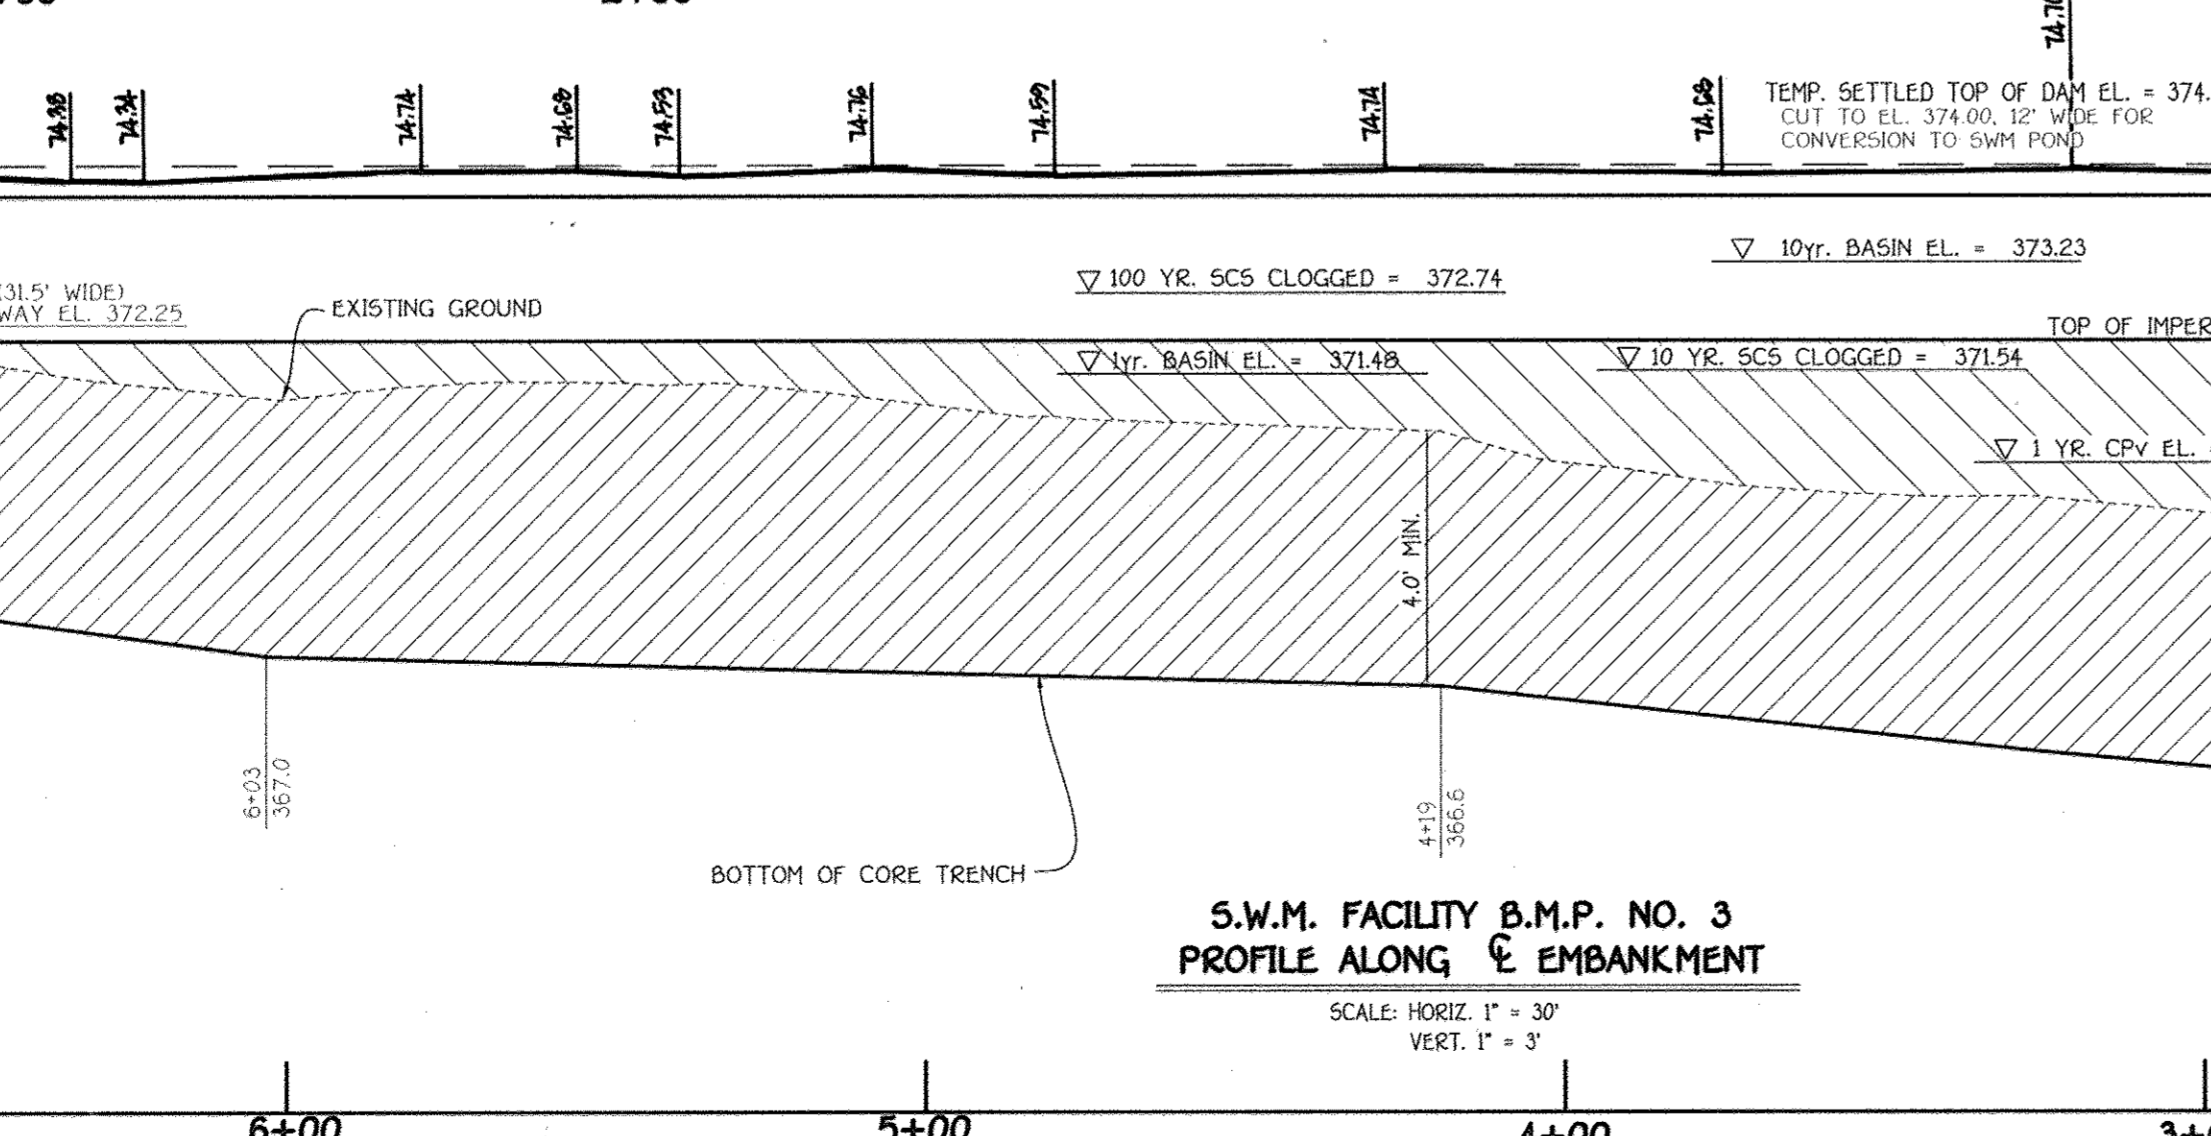 74.38
74.34
74.74
74.68
74.53
74.76
74.59
74.74
74.68
74.70
TEMP. SETTLED TOP OF DAM EL. = 374.
CUT TO EL. 374.00, 12' WIDE FOR
CONVERSION TO SWM POND
▽ 10yr. BASIN EL. = 373.23
▽ 100 YR. SCS CLOGGED = 372.74
(31.5' WIDE)
WAY EL. 372.25
EXISTING GROUND
TOP OF IMPER
▽ 1yr. BASIN EL. = 371.48
▽ 10 YR. SCS CLOGGED = 371.54
▽ 1 YR. CPv EL.
4.0' MIN.
6+03
367.0
4+19
366.6
BOTTOM OF CORE TRENCH
S.W.M. FACILITY B.M.P. NO. 3
PROFILE ALONG ℄ EMBANKMENT
SCALE: HORIZ. 1" = 30'
VERT. 1" = 3'
6+00
5+00
4+00